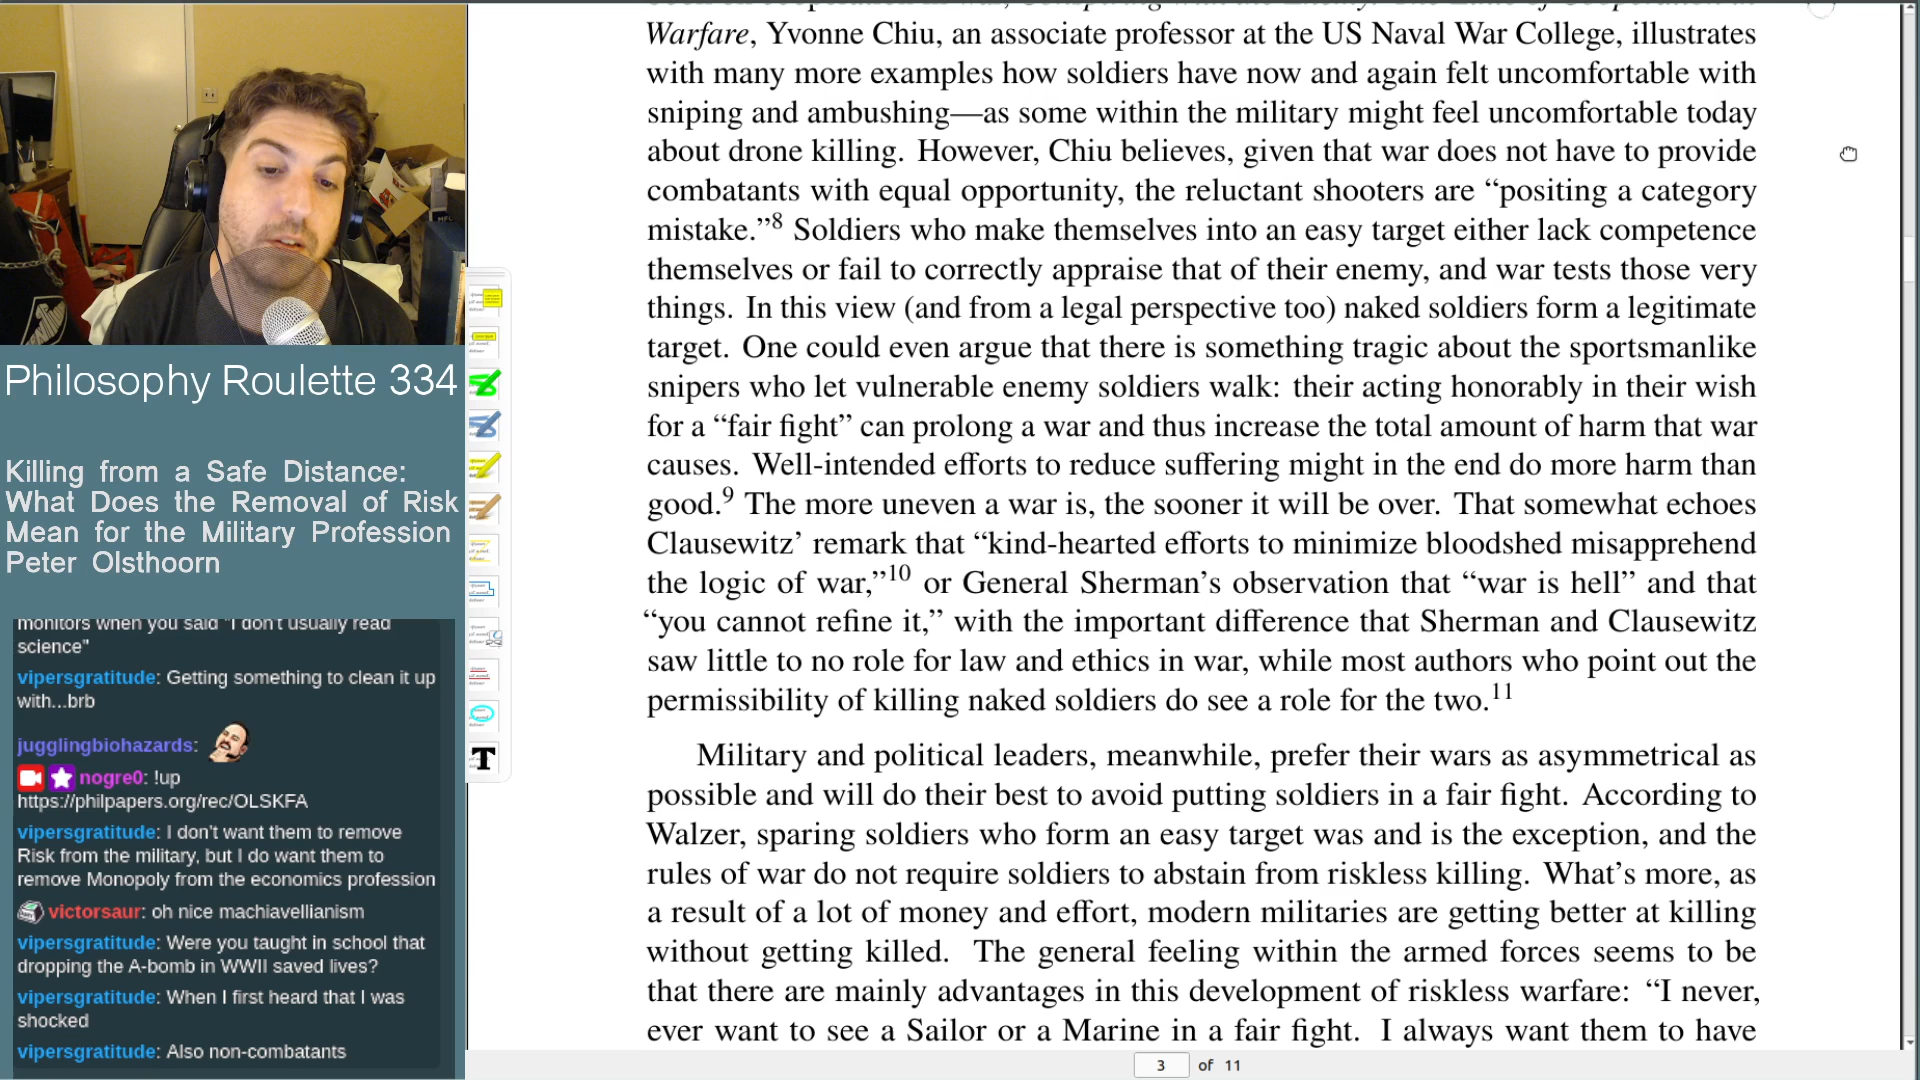 Philosophy Roulette 334
Killing from a Safe Distance:
What Does the Removal of Risk
Mean for the Military Profession
Peter Olsthoorn
monitors when you said "I don't usually read
science"
vipersgratitude: Getting something to clean it up
with...brb
jugglingbiohazards:
nogre0: !up
https://philpapers.org/rec/OLSKFA
vipersgratitude: I don't want them to remove
Risk from the military, but I do want them to
remove Monopoly from the economics profession
victorsaur: oh nice machiavellianism
vipersgratitude: Were you taught in school that
dropping the A-bomb in WWII saved lives?
vipersgratitude: When I first heard that I was
shocked
vipersgratitude: Also non-combatants
T
Warfare, Yvonne Chiu, an associate professor at the US Naval War College, illustrates
with many more examples how soldiers have now and again felt uncomfortable with
sniping and ambushing—as some within the military might feel uncomfortable today
about drone killing. However, Chiu believes, given that war does not have to provide
combatants with equal opportunity, the reluctant shooters are “positing a category
mistake.”8 Soldiers who make themselves into an easy target either lack competence
themselves or fail to correctly appraise that of their enemy, and war tests those very
things. In this view (and from a legal perspective too) naked soldiers form a legitimate
target. One could even argue that there is something tragic about the sportsmanlike
snipers who let vulnerable enemy soldiers walk: their acting honorably in their wish
for a “fair fight” can prolong a war and thus increase the total amount of harm that war
causes. Well-intended efforts to reduce suffering might in the end do more harm than
good.9 The more uneven a war is, the sooner it will be over. That somewhat echoes
Clausewitz’ remark that “kind-hearted efforts to minimize bloodshed misapprehend
the logic of war,”10 or General Sherman’s observation that “war is hell” and that
“you cannot refine it,” with the important difference that Sherman and Clausewitz
saw little to no role for law and ethics in war, while most authors who point out the
permissibility of killing naked soldiers do see a role for the two.11
Military and political leaders, meanwhile, prefer their wars as asymmetrical as
possible and will do their best to avoid putting soldiers in a fair fight. According to
Walzer, sparing soldiers who form an easy target was and is the exception, and the
rules of war do not require soldiers to abstain from riskless killing. What’s more, as
a result of a lot of money and effort, modern militaries are getting better at killing
without getting killed. The general feeling within the armed forces seems to be
that there are mainly advantages in this development of riskless warfare: “I never,
ever want to see a Sailor or a Marine in a fair fight. I always want them to have
3 of 11